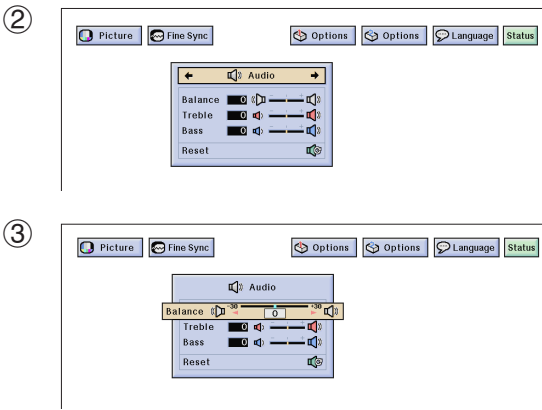 ②
Picture Fine Sync Options Options Language Status
Audio
Balance 0
Treble 0
Bass 0
Reset
③
Picture Fine Sync Options Options Language Status
Audio
Balance -30 0 +30
Treble 0
Bass 0
Reset